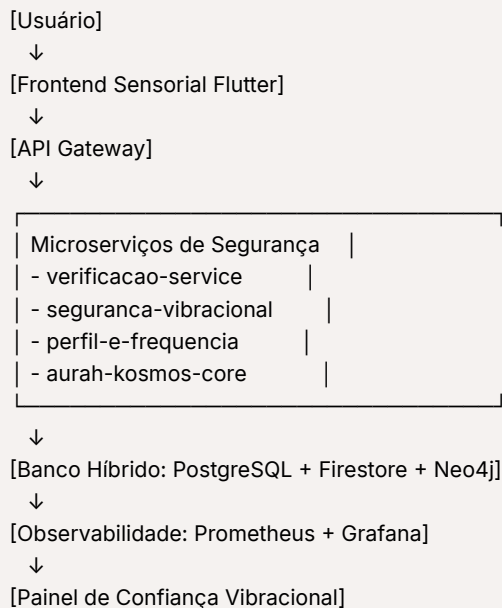 [Usuário]
↓
[Frontend Sensorial Flutter]
↓
[API Gateway]
↓
┌────────────────────────────────┐
│ Microserviços de Segurança │
│ - verificacao-service │
│ - seguranca-vibracional │
│ - perfil-e-frequencia │
│ - aurah-kosmos-core │
└────────────────────────────────┘
↓
[Banco Híbrido: PostgreSQL + Firestore + Neo4j]
↓
[Observabilidade: Prometheus + Grafana]
↓
[Painel de Confiança Vibracional]